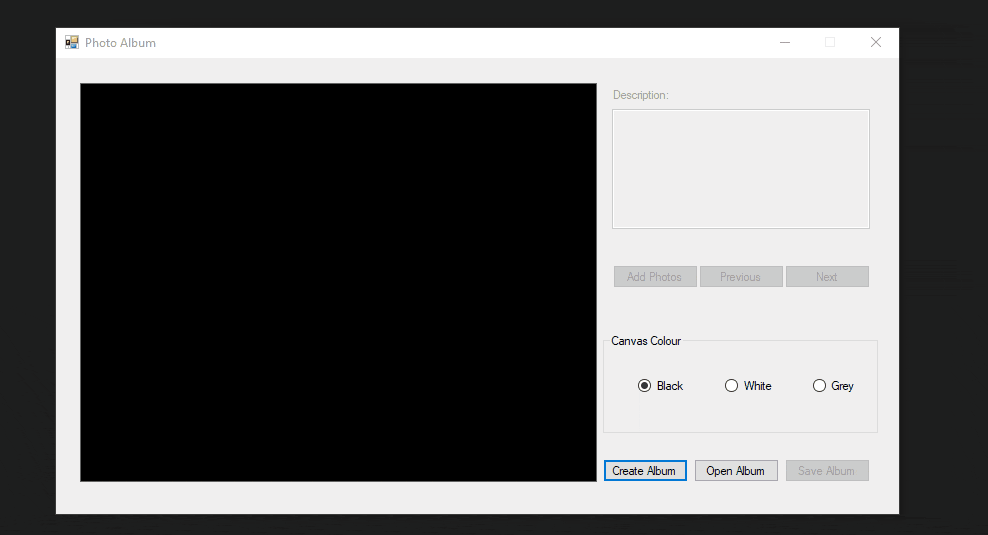 Photo Album
Description:
Add Photos Previous Next
Canvas Colour
Black White Grey
Create Album Open Album Save Album